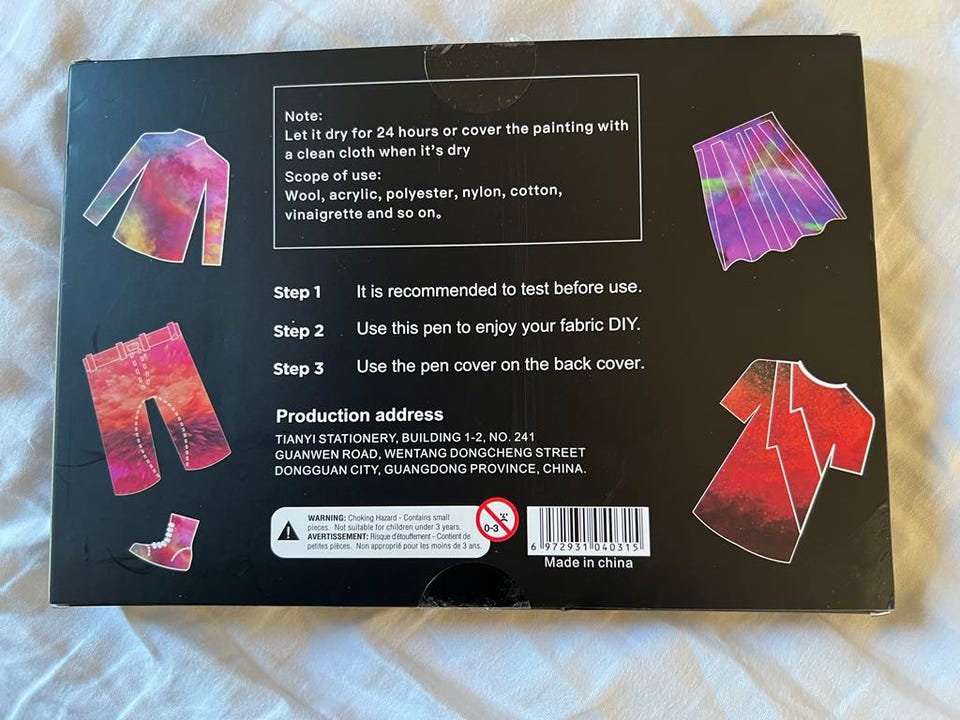 Note:
Let it dry for 24 hours or cover the painting with
a clean cloth when it's dry
Scope of use:
Wool, acrylic, polyester, nylon, cotton,
vinaigrette and so on。
Step 1 It is recommended to test before use.
Step 2 Use this pen to enjoy your fabric DIY.
Step 3 Use the pen cover on the back cover.
Production address
TIANYI STATIONERY, BUILDING 1-2, NO. 241
GUANWEN ROAD, WENTANG DONGCHENG STREET
DONGGUAN CITY, GUANGDONG PROVINCE, CHINA.
WARNING: Choking Hazard - Contains small
pieces. Not suitable for children under 3 years.
AVERTISSEMENT: Risque d'étouffement - Contient de
petites pièces. Non approprié pour les moins de 3 ans.
0-3
6 972931 040315
Made in china